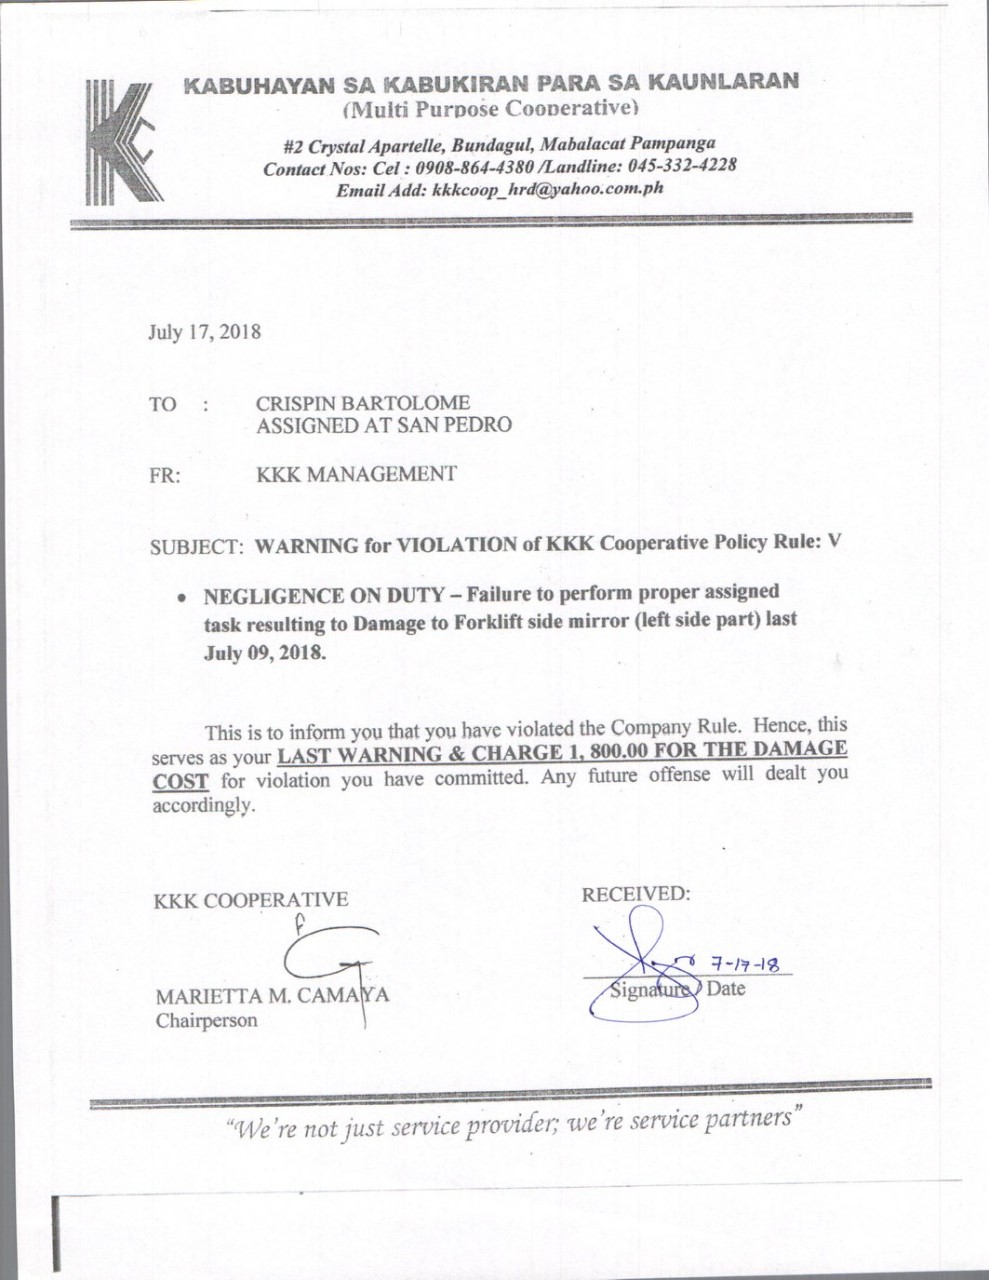 KABUHAYAN SA KABUKIRAN PARA SA KAUNLARAN
(Multi Purpose Cooperative)
#2 Crystal Apartelle, Bundagul, Mabalacat Pampanga
Contact Nos: Cel : 0908-864-4380 /Landline: 045-332-4228
Email Add: kkkcoop_hrd@yahoo.com.ph
July 17, 2018
TO : CRISPIN BARTOLOME
ASSIGNED AT SAN PEDRO
FR: KKK MANAGEMENT
SUBJECT: WARNING for VIOLATION of KKK Cooperative Policy Rule: V
• NEGLIGENCE ON DUTY – Failure to perform proper assigned
task resulting to Damage to Forklift side mirror (left side part) last
July 09, 2018.
This is to inform you that you have violated the Company Rule. Hence, this
serves as your LAST WARNING & CHARGE 1, 800.00 FOR THE DAMAGE
COST for violation you have committed. Any future offense will dealt you
accordingly.
KKK COOPERATIVE
MARIETTA M. CAMAYA
Chairperson
RECEIVED:
7-17-18
Signature / Date
"We're not just service provider; we're service partners"